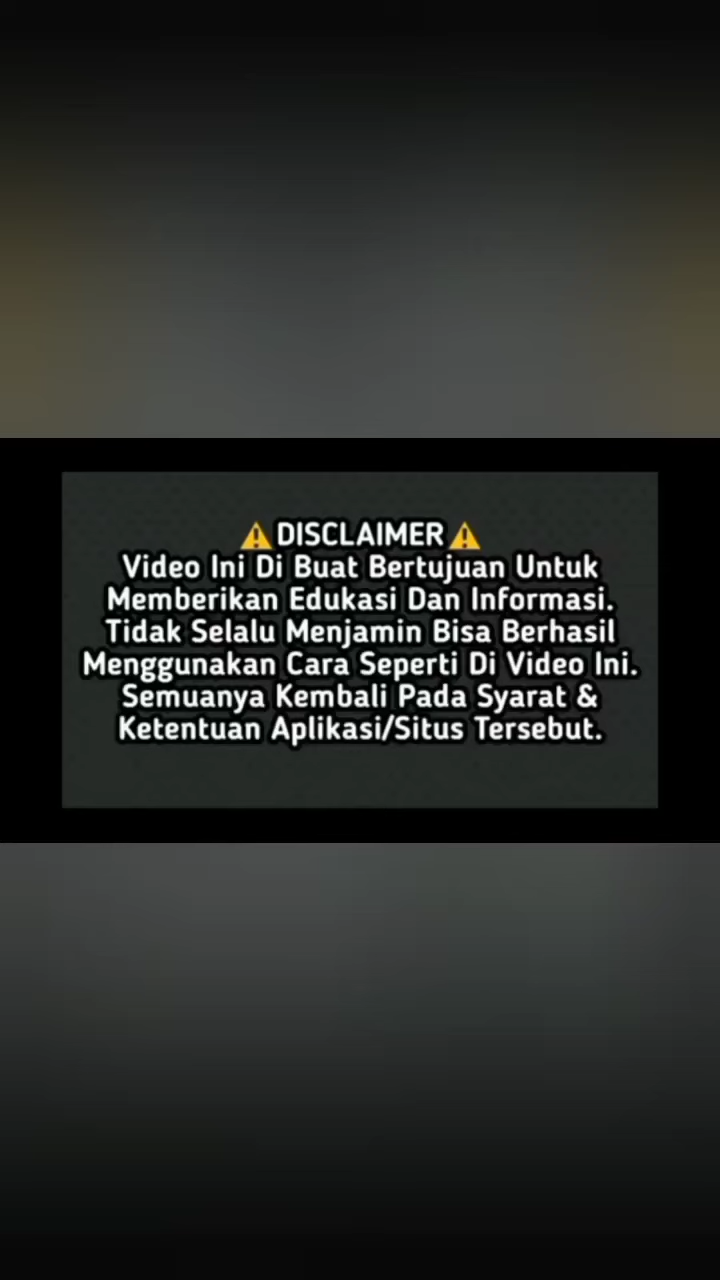 ⚠️DISCLAIMER⚠️
Video Ini Di Buat Bertujuan Untuk
Memberikan Edukasi Dan Informasi.
Tidak Selalu Menjamin Bisa Berhasil
Menggunakan Cara Seperti Di Video Ini.
Semuanya Kembali Pada Syarat &
Ketentuan Aplikasi/Situs Tersebut.